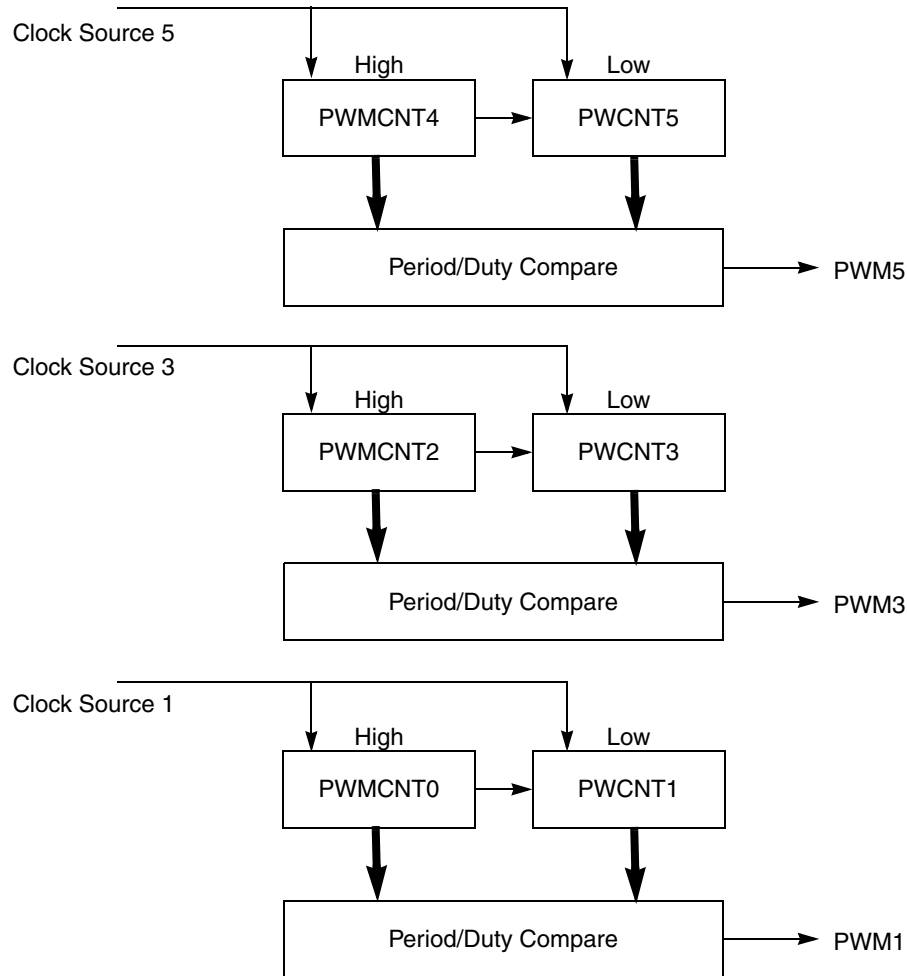 Clock Source 5
High Low
PWMCNT4 PWCNT5
Period/Duty Compare PWM5
Clock Source 3
High Low
PWMCNT2 PWCNT3
Period/Duty Compare PWM3
Clock Source 1
High Low
PWMCNT0 PWCNT1
Period/Duty Compare PWM1